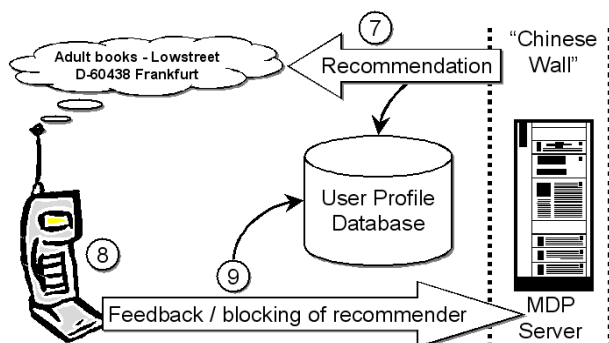 7
Adult books - Lowstreet
D-60438 Frankfurt
Recommendation
“Chinese
Wall”
User Profile
Database
8
9
Feedback / blocking of recommender
MDP
Server